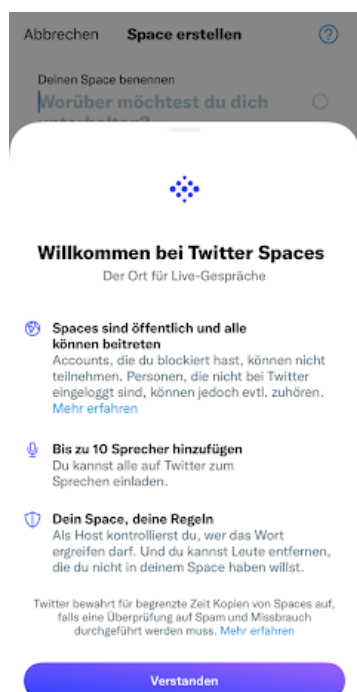 Abbrechen Space erstellen ?
Deinen Space benennen
Worüber möchtest du dich
unterhalten?
Willkommen bei Twitter Spaces
Der Ort für Live-Gespräche
Spaces sind öffentlich und alle
können beitreten
Accounts, die du blockiert hast, können nicht
teilnehmen. Personen, die nicht bei Twitter
eingeloggt sind, können jedoch evtl. zuhören.
Mehr erfahren
Bis zu 10 Sprecher hinzufügen
Du kannst alle auf Twitter zum
Sprechen einladen.
Dein Space, deine Regeln
Als Host kontrollierst du, wer das Wort
ergreifen darf. Und du kannst Leute entfernen,
die du nicht in deinem Space haben willst.
Twitter bewahrt für begrenzte Zeit Kopien von Spaces auf,
falls eine Überprüfung auf Spam und Missbrauch
durchgeführt werden muss. Mehr erfahren
Verstanden